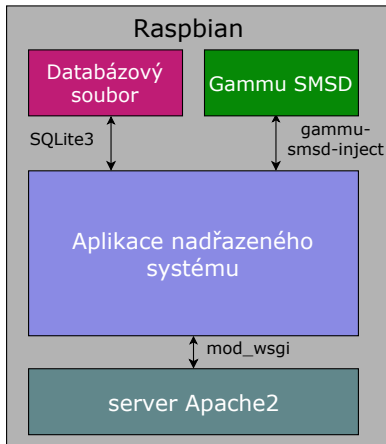 Raspbian
Databázový
soubor
Gammu SMSD
SQLite3
gammu-
smsd-inject
Aplikace nadřazeného
systému
mod_wsgi
server Apache2